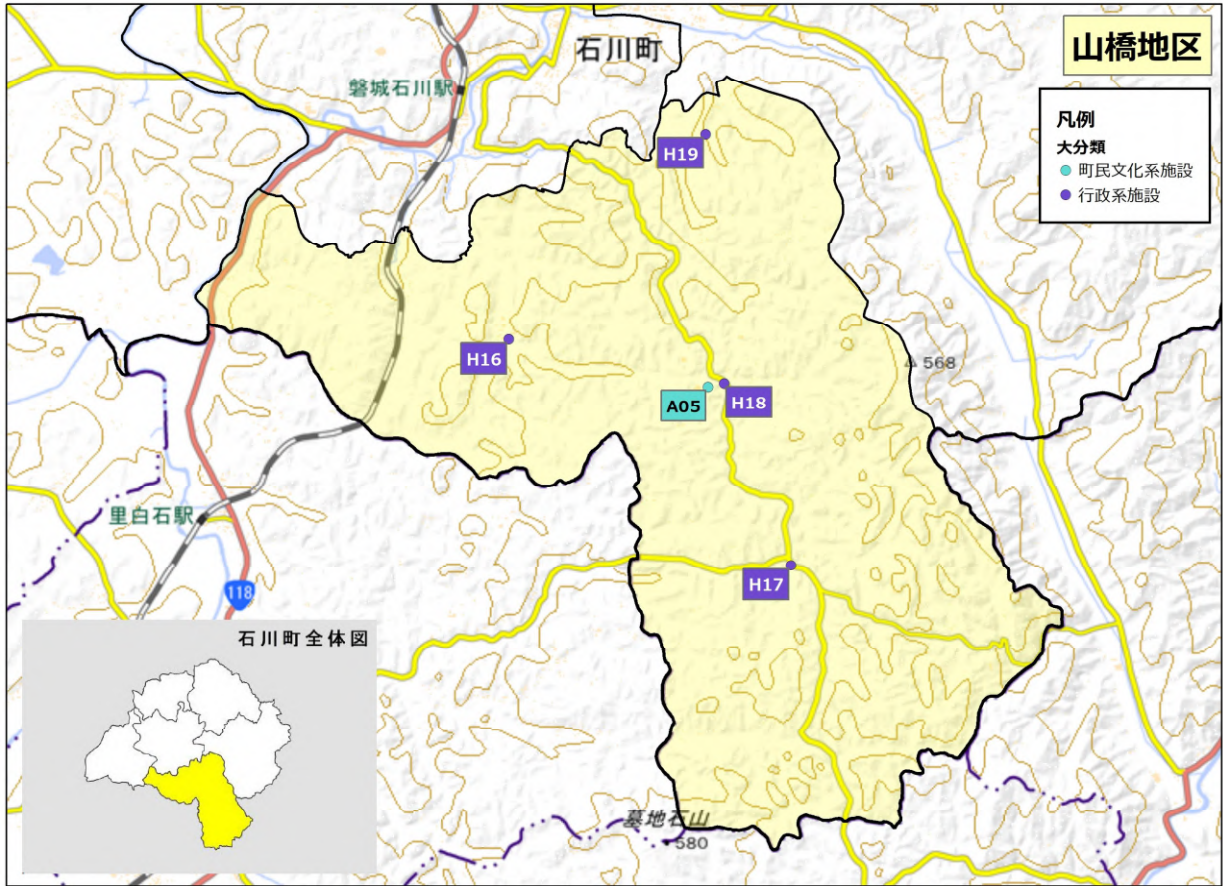 山橋地区
石川町
磐城石川駅
凡例
大分類
町民文化系施設
行政系施設
H19
H16
568
A05
H18
里白石駅
H17
118
石川町全体図
墓地石山
580